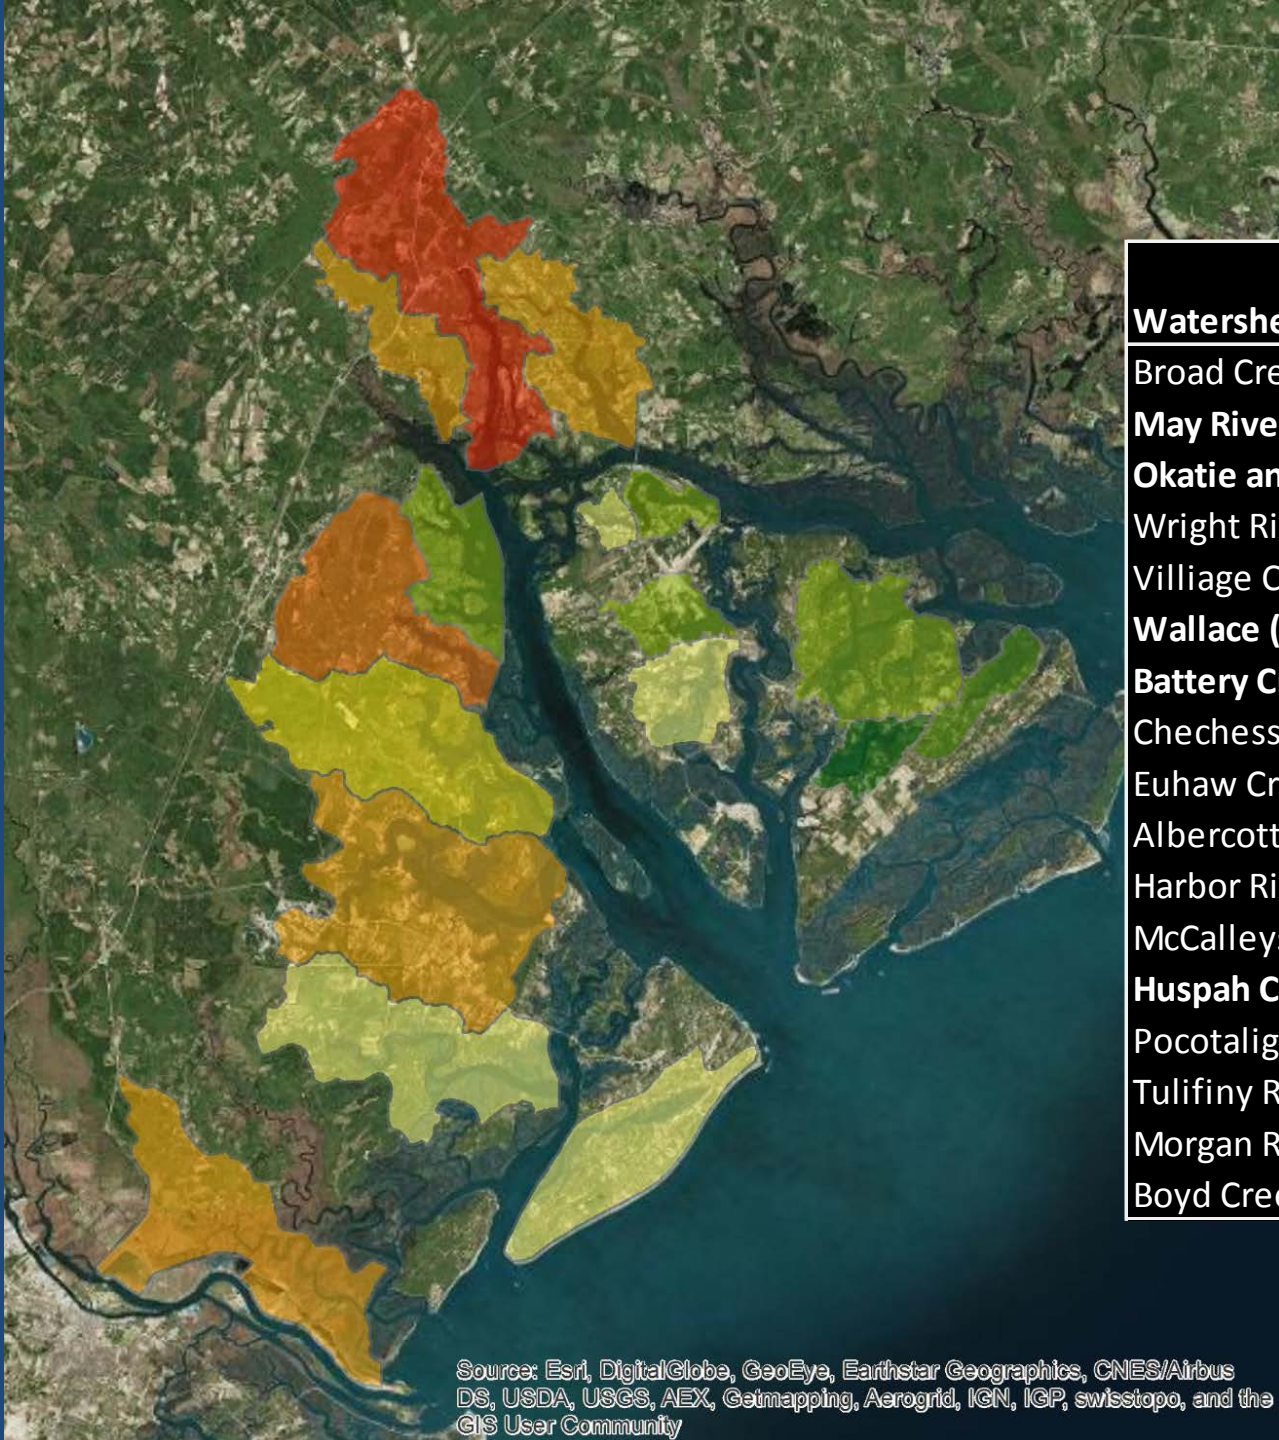 Watershe
Broad Cre
May Rive
Okatie an
Wright Ri
Villiage C
Wallace (
Battery C
Chechess
Euhaw Cr
Albercott
Harbor Ri
McCalley
Huspah C
Pocotalig
Tulifiny R
Morgan R
Boyd Cree
Source: Esri, DigitalGlobe, GeoEye, Earthstar Geographics, CNES/Airbus
DS, USDA, USGS, AEX, Getmapping, Aerogrid, IGN, IGP, swisstopo, and the
GIS User Community